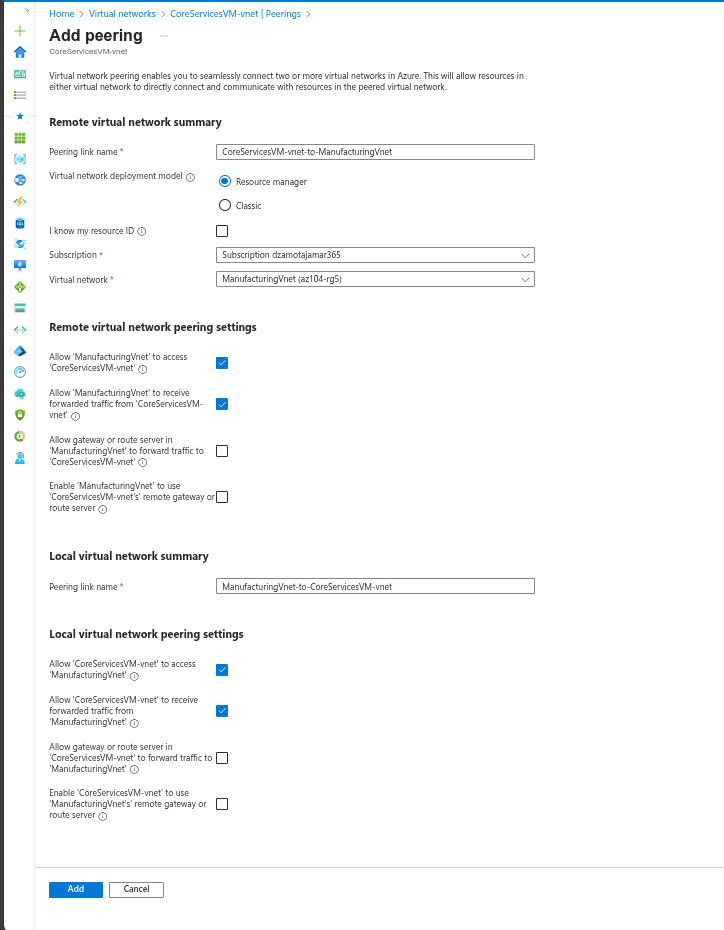 Home > Virtual networks > CoreServicesVM-vnet | Peerings >
Add peering ...
CoreServicesVM-vnet
Virtual network peering enables you to seamlessly connect two or more virtual networks in Azure. This will allow resources in
either virtual network to directly connect and communicate with resources in the peered virtual network.
Remote virtual network summary
Peering link name * CoreServicesVM-vnet-to-ManufacturingVnet
Virtual network deployment model Resource manager
Classic
I know my resource ID
Subscription * Subscription dzamotajamar365
Virtual network * ManufacturingVnet (az104-rg5)
Remote virtual network peering settings
Allow 'ManufacturingVnet' to access
'CoreServicesVM-vnet'
Allow 'ManufacturingVnet' to receive
forwarded traffic from 'CoreServicesVM-
vnet'
Allow gateway or route server in
'ManufacturingVnet' to forward traffic to
'CoreServicesVM-vnet'
Enable 'ManufacturingVnet' to use
'CoreServicesVM-vnet's' remote gateway or
route server
Local virtual network summary
Peering link name * ManufacturingVnet-to-CoreServicesVM-vnet
Local virtual network peering settings
Allow 'CoreServicesVM-vnet' to access
'ManufacturingVnet'
Allow 'CoreServicesVM-vnet' to receive
forwarded traffic from
'ManufacturingVnet'
Allow gateway or route server in
'CoreServicesVM-vnet' to forward traffic to
'ManufacturingVnet'
Enable 'CoreServicesVM-vnet' to use
'ManufacturingVnet's' remote gateway or
route server
Add Cancel